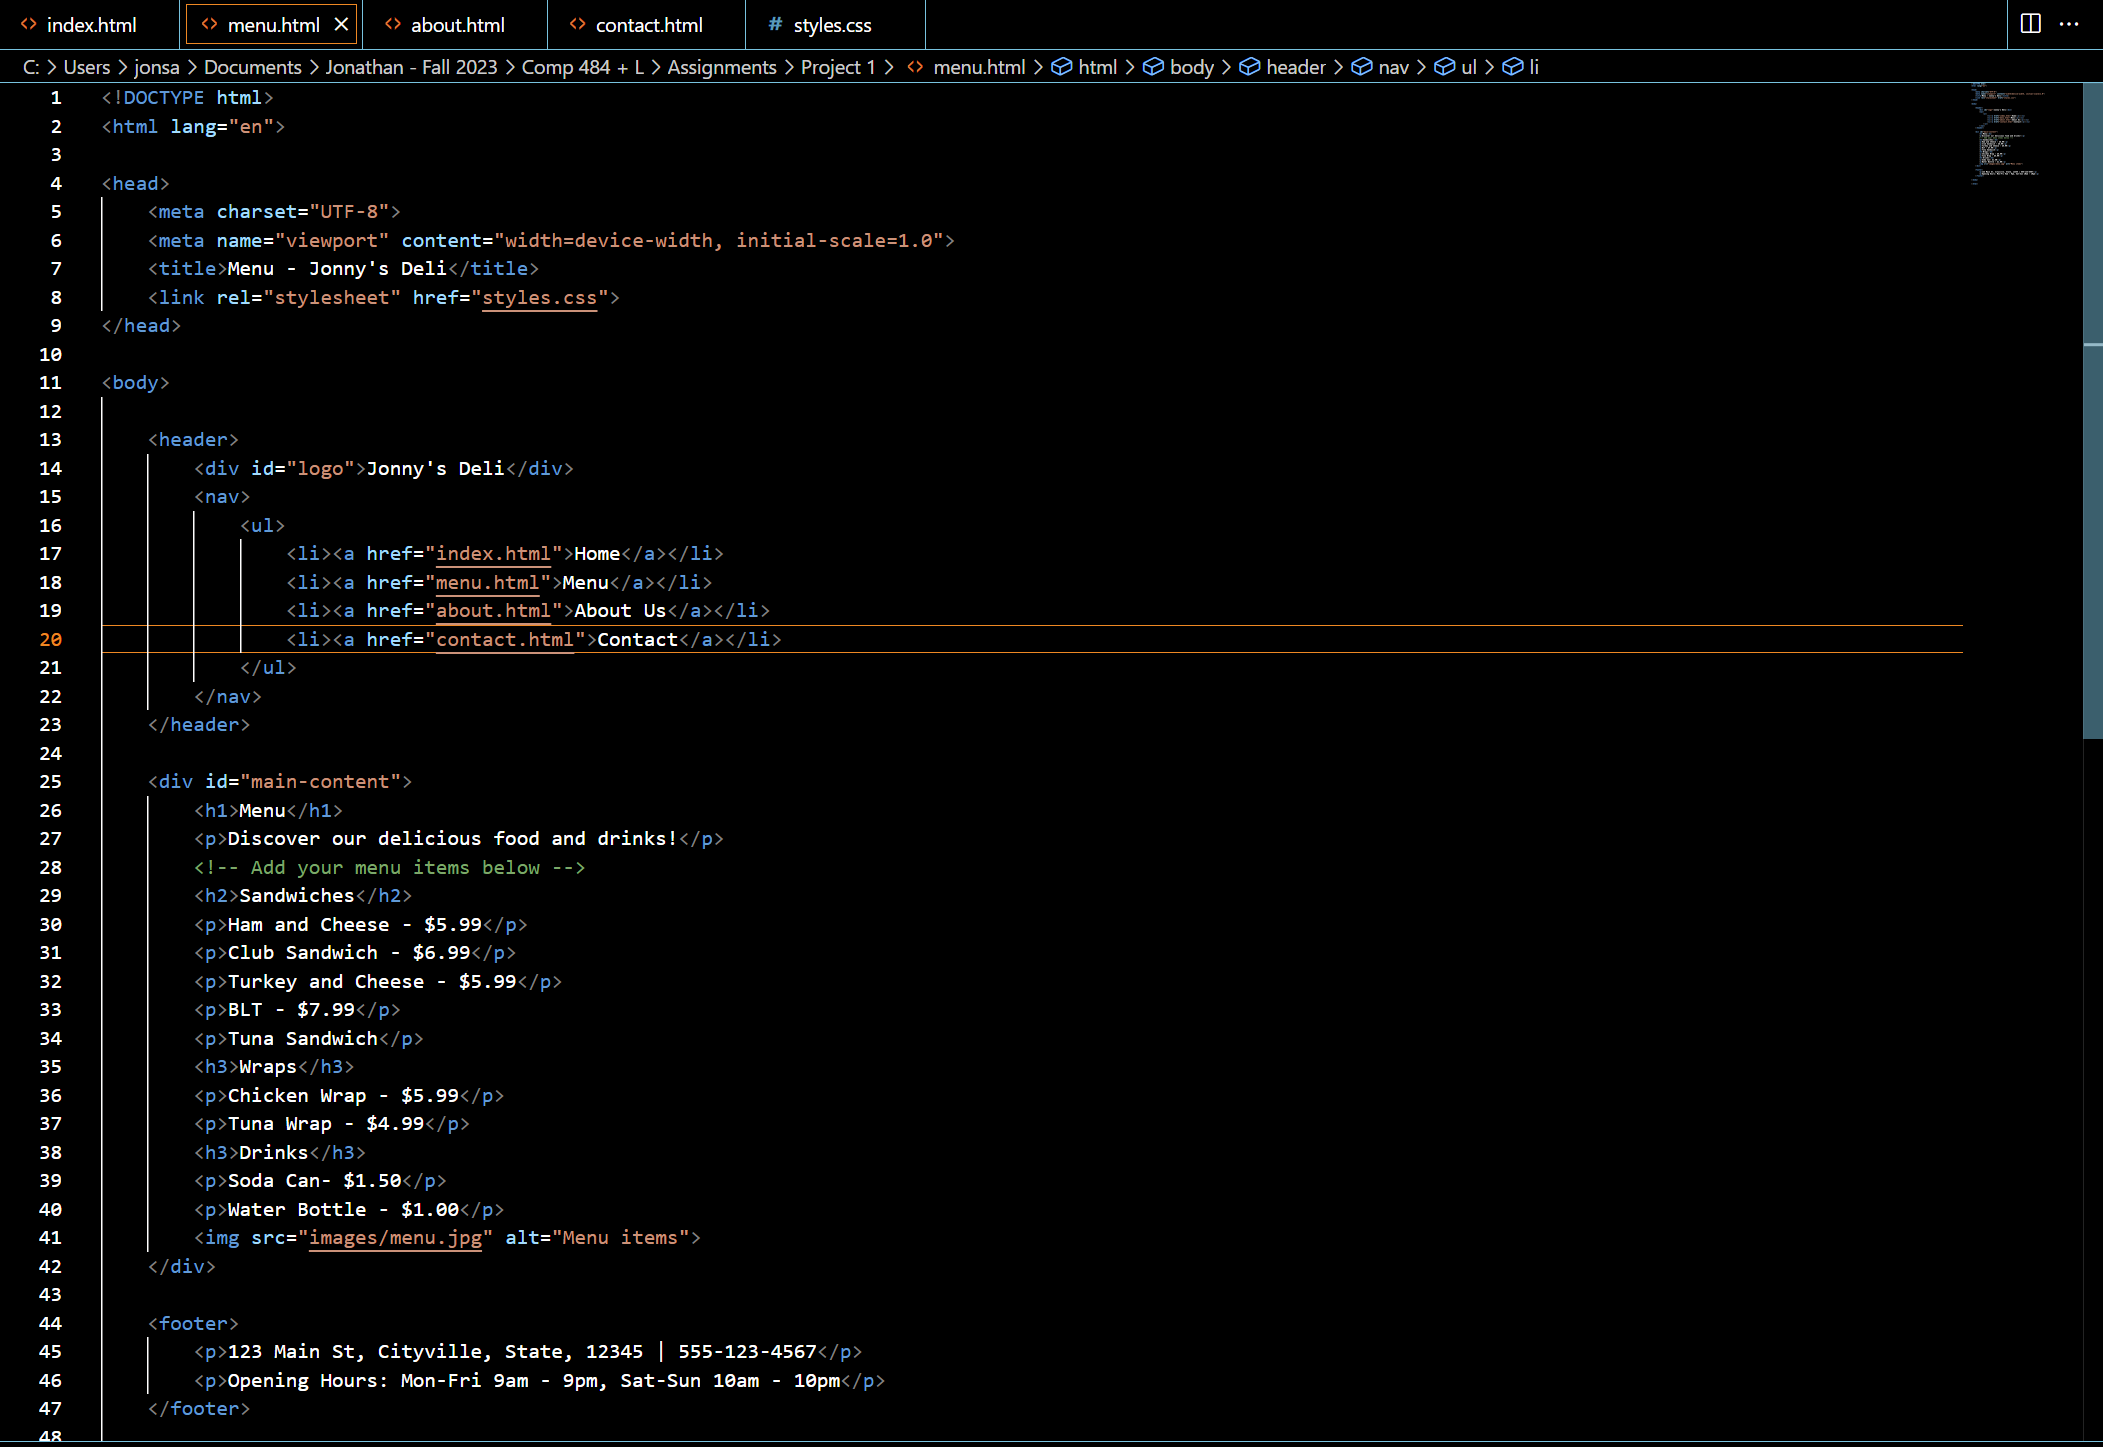 index.html menu.html about.html contact.html # styles.css
C: > Users > jonsa > Documents > Jonathan - Fall 2023 > Comp 484 + L > Assignments > Project 1 > menu.html > html > body > header > nav > ul > li
1 <!DOCTYPE html>
2 <html lang="en">
3
4 <head>
5     <meta charset="UTF-8">
6     <meta name="viewport" content="width=device-width, initial-scale=1.0">
7     <title>Menu - Jonny's Deli</title>
8     <link rel="stylesheet" href="styles.css">
9 </head>
10
11 <body>
12
13     <header>
14         <div id="logo">Jonny's Deli</div>
15         <nav>
16             <ul>
17                 <li><a href="index.html">Home</a></li>
18                 <li><a href="menu.html">Menu</a></li>
19                 <li><a href="about.html">About Us</a></li>
20                 <li><a href="contact.html">Contact</a></li>
21             </ul>
22         </nav>
23     </header>
24
25     <div id="main-content">
26         <h1>Menu</h1>
27         <p>Discover our delicious food and drinks!</p>
28         <!-- Add your menu items below -->
29         <h2>Sandwiches</h2>
30         <p>Ham and Cheese - $5.99</p>
31         <p>Club Sandwich - $6.99</p>
32         <p>Turkey and Cheese - $5.99</p>
33         <p>BLT - $7.99</p>
34         <p>Tuna Sandwich</p>
35         <h3>Wraps</h3>
36         <p>Chicken Wrap - $5.99</p>
37         <p>Tuna Wrap - $4.99</p>
38         <h3>Drinks</h3>
39         <p>Soda Can- $1.50</p>
40         <p>Water Bottle - $1.00</p>
41         <img src="images/menu.jpg" alt="Menu items">
42     </div>
43
44     <footer>
45         <p>123 Main St, Cityville, State, 12345 | 555-123-4567</p>
46         <p>Opening Hours: Mon-Fri 9am - 9pm, Sat-Sun 10am - 10pm</p>
47     </footer>
48